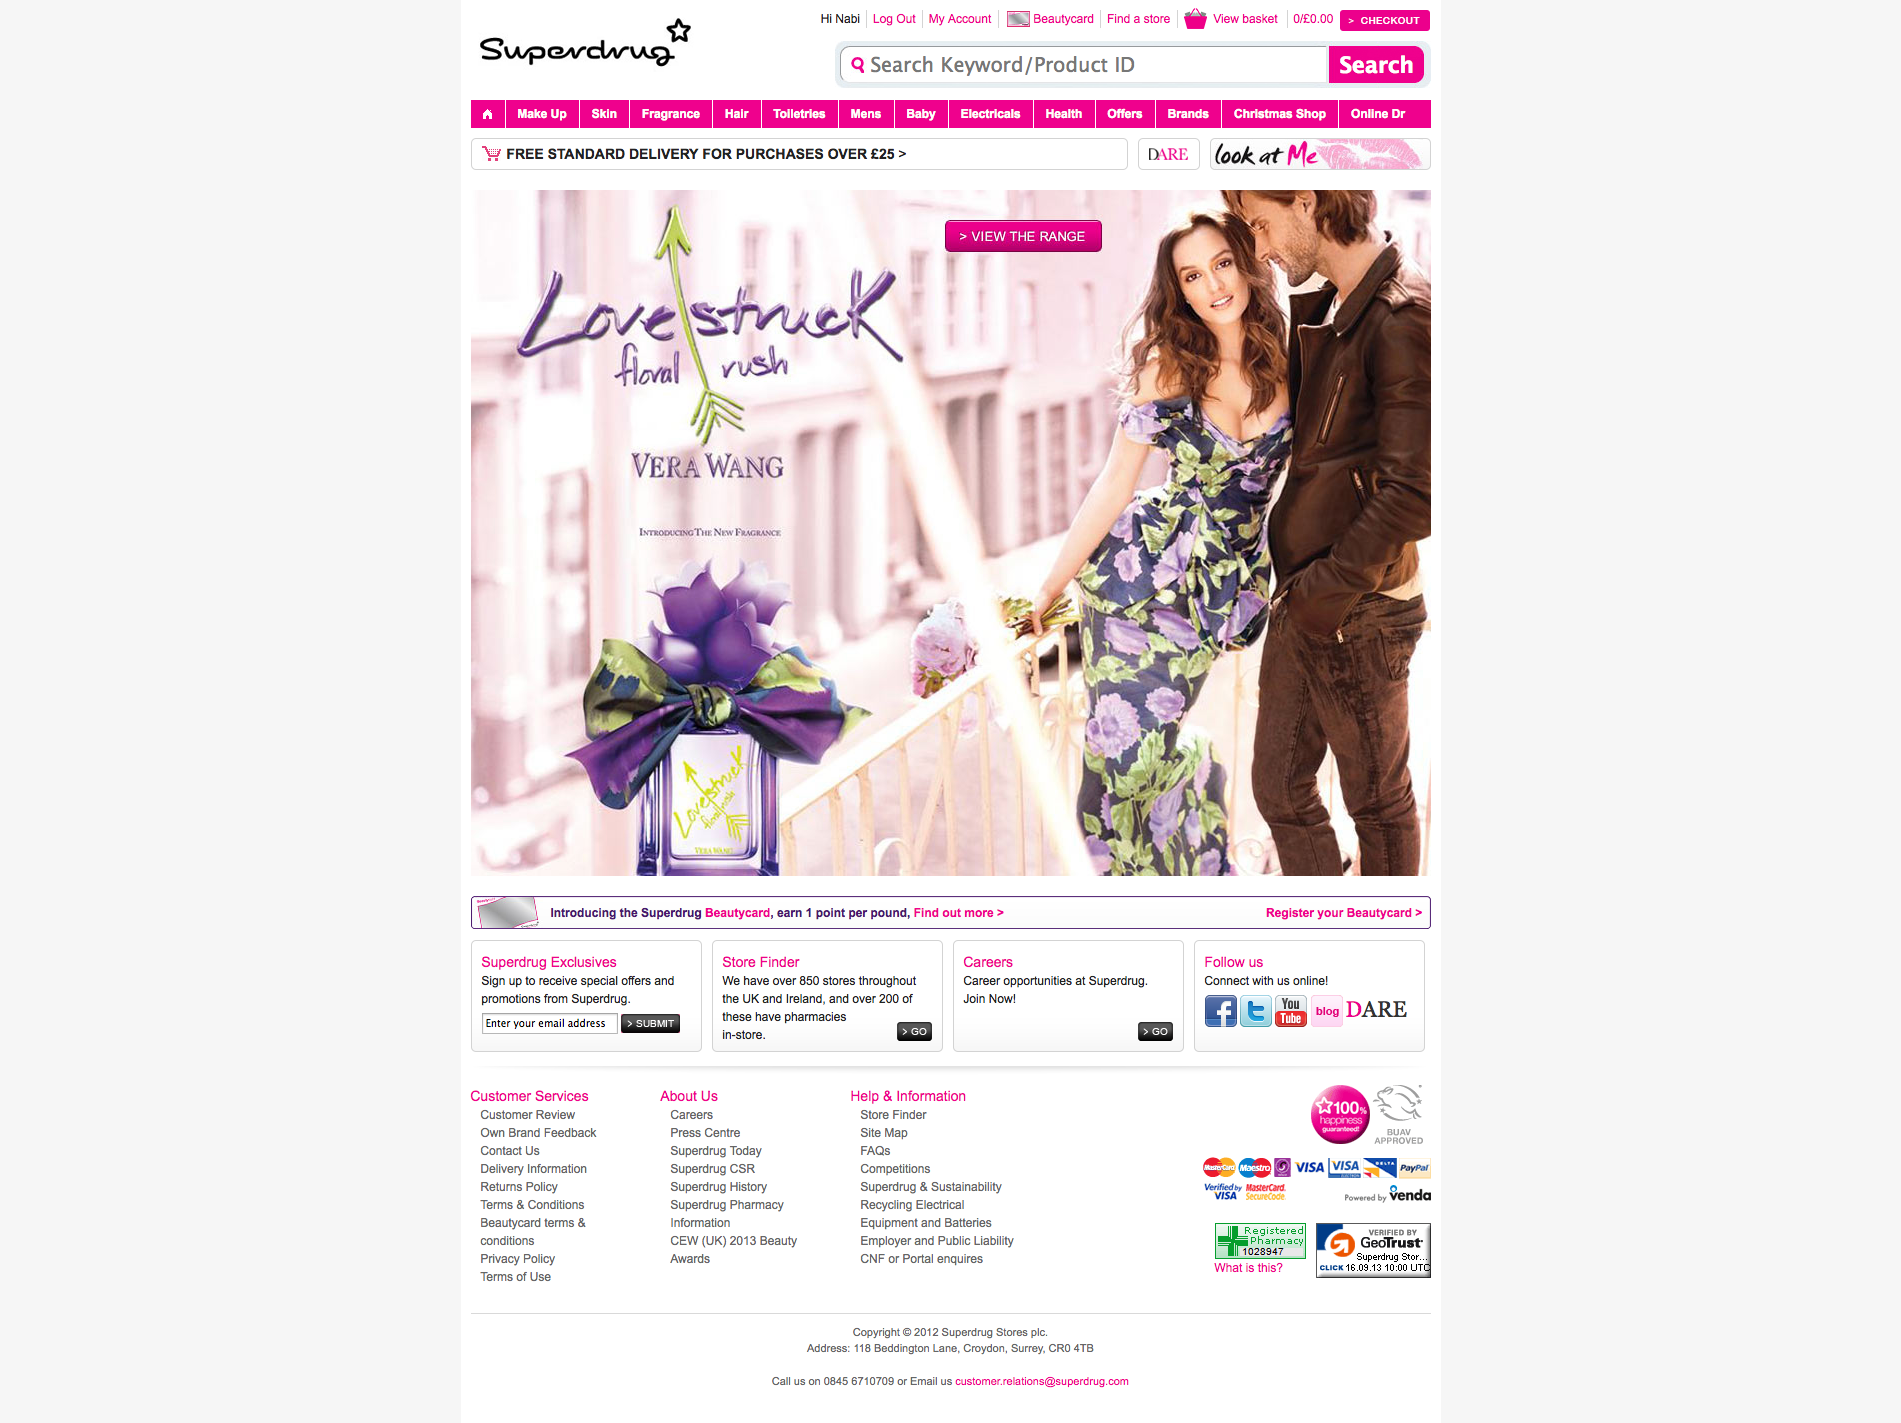 Superdrug
Hi Nabi
Log Out
My Account
Beautycard
Find a store
View basket
0/£0.00
> CHECKOUT
Search Keyword/Product ID
Search
Make Up
Skin
Fragrance
Hair
Toiletries
Mens
Baby
Electricals
Health
Offers
Brands
Christmas Shop
Online Dr
FREE STANDARD DELIVERY FOR PURCHASES OVER £25 >
DARE
look at Me
> VIEW THE RANGE
Lovestruck
floral rush
VERA WANG
INTRODUCING THE NEW FRAGRANCE
Lovestruck
floral rush
VERA WANG
Introducing the Superdrug Beautycard, earn 1 point per pound, Find out more >
Register your Beautycard >
Superdrug Exclusives
Sign up to receive special offers and
promotions from Superdrug.
Enter your email address
> SUBMIT
Store Finder
We have over 850 stores throughout
the UK and Ireland, and over 200 of
these have pharmacies
in-store.
> GO
Careers
Career opportunities at Superdrug.
Join Now!
> GO
Follow us
Connect with us online!
f
t
You
Tube
blog
DARE
Customer Services
Customer Review
Own Brand Feedback
Contact Us
Delivery Information
Returns Policy
Terms & Conditions
Beautycard terms &
conditions
Privacy Policy
Terms of Use
About Us
Careers
Press Centre
Superdrug Today
Superdrug CSR
Superdrug History
Superdrug Pharmacy
Information
CEW (UK) 2013 Beauty
Awards
Help & Information
Store Finder
Site Map
FAQs
Competitions
Superdrug & Sustainability
Recycling Electrical
Equipment and Batteries
Employer and Public Liability
CNF or Portal enquires
100%
happiness
guaranteed!
BUAV
APPROVED
MasterCard
Maestro
VISA
VISA
ELECTRON
DELTA
PayPal
Verified by
VISA
MasterCard.
SecureCode.
Powered by venda
Registered
Pharmacy
1028947
What is this?
VERIFIED BY
GeoTrust
Superdrug Stor...
CLICK 16.09.13 10:00 UTC
Copyright © 2012 Superdrug Stores plc.
Address: 118 Beddington Lane, Croydon, Surrey, CR0 4TB
Call us on 0845 6710709 or Email us customer.relations@superdrug.com